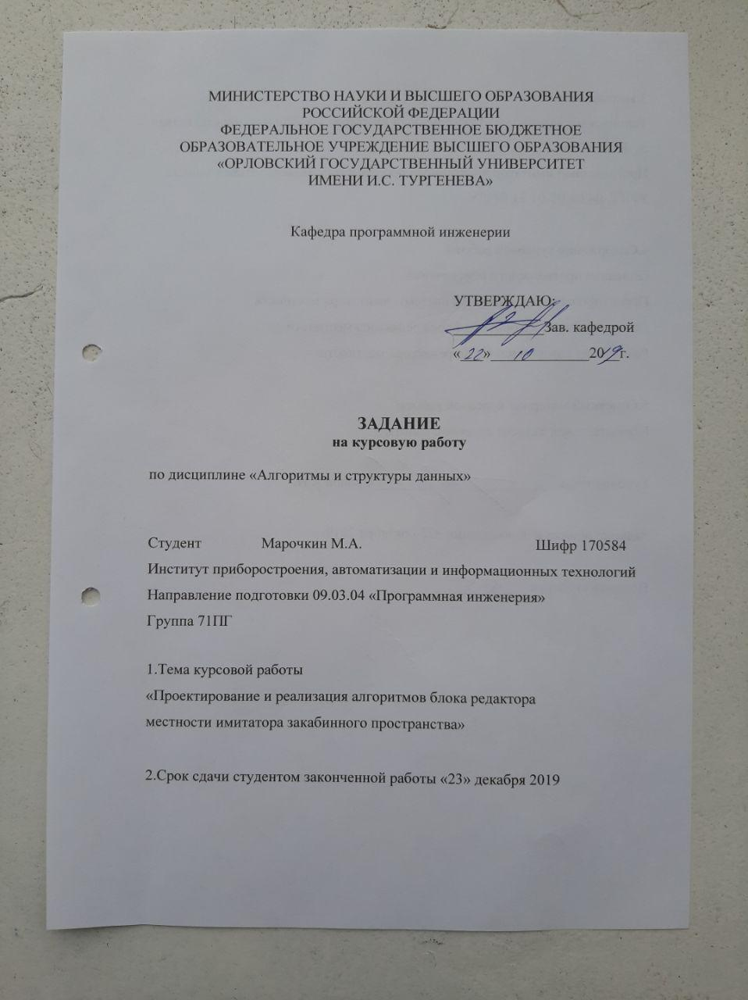 МИНИСТЕРСТВО НАУКИ И ВЫСШЕГО ОБРАЗОВАНИЯ
РОССИЙСКОЙ ФЕДЕРАЦИИ
ФЕДЕРАЛЬНОЕ ГОСУДАРСТВЕННОЕ БЮДЖЕТНОЕ
ОБРАЗОВАТЕЛЬНОЕ УЧРЕЖДЕНИЕ ВЫСШЕГО ОБРАЗОВАНИЯ
«ОРЛОВСКИЙ ГОСУДАРСТВЕННЫЙ УНИВЕРСИТЕТ
ИМЕНИ И.С. ТУРГЕНЕВА»
Кафедра программной инженерии
УТВЕРЖДАЮ:
____________Зав. кафедрой
«22»_____10________2019_г.
ЗАДАНИЕ
на курсовую работу
по дисциплине «Алгоритмы и структуры данных»
Студент Марочкин М.А. Шифр 170584
Институт приборостроения, автоматизации и информационных технологий
Направление подготовки 09.03.04 «Программная инженерия»
Группа 71ПГ
1.Тема курсовой работы
«Проектирование и реализация алгоритмов блока редактора
местности имитатора закабинного пространства»
2.Срок сдачи студентом законченной работы «23» декабря 2019